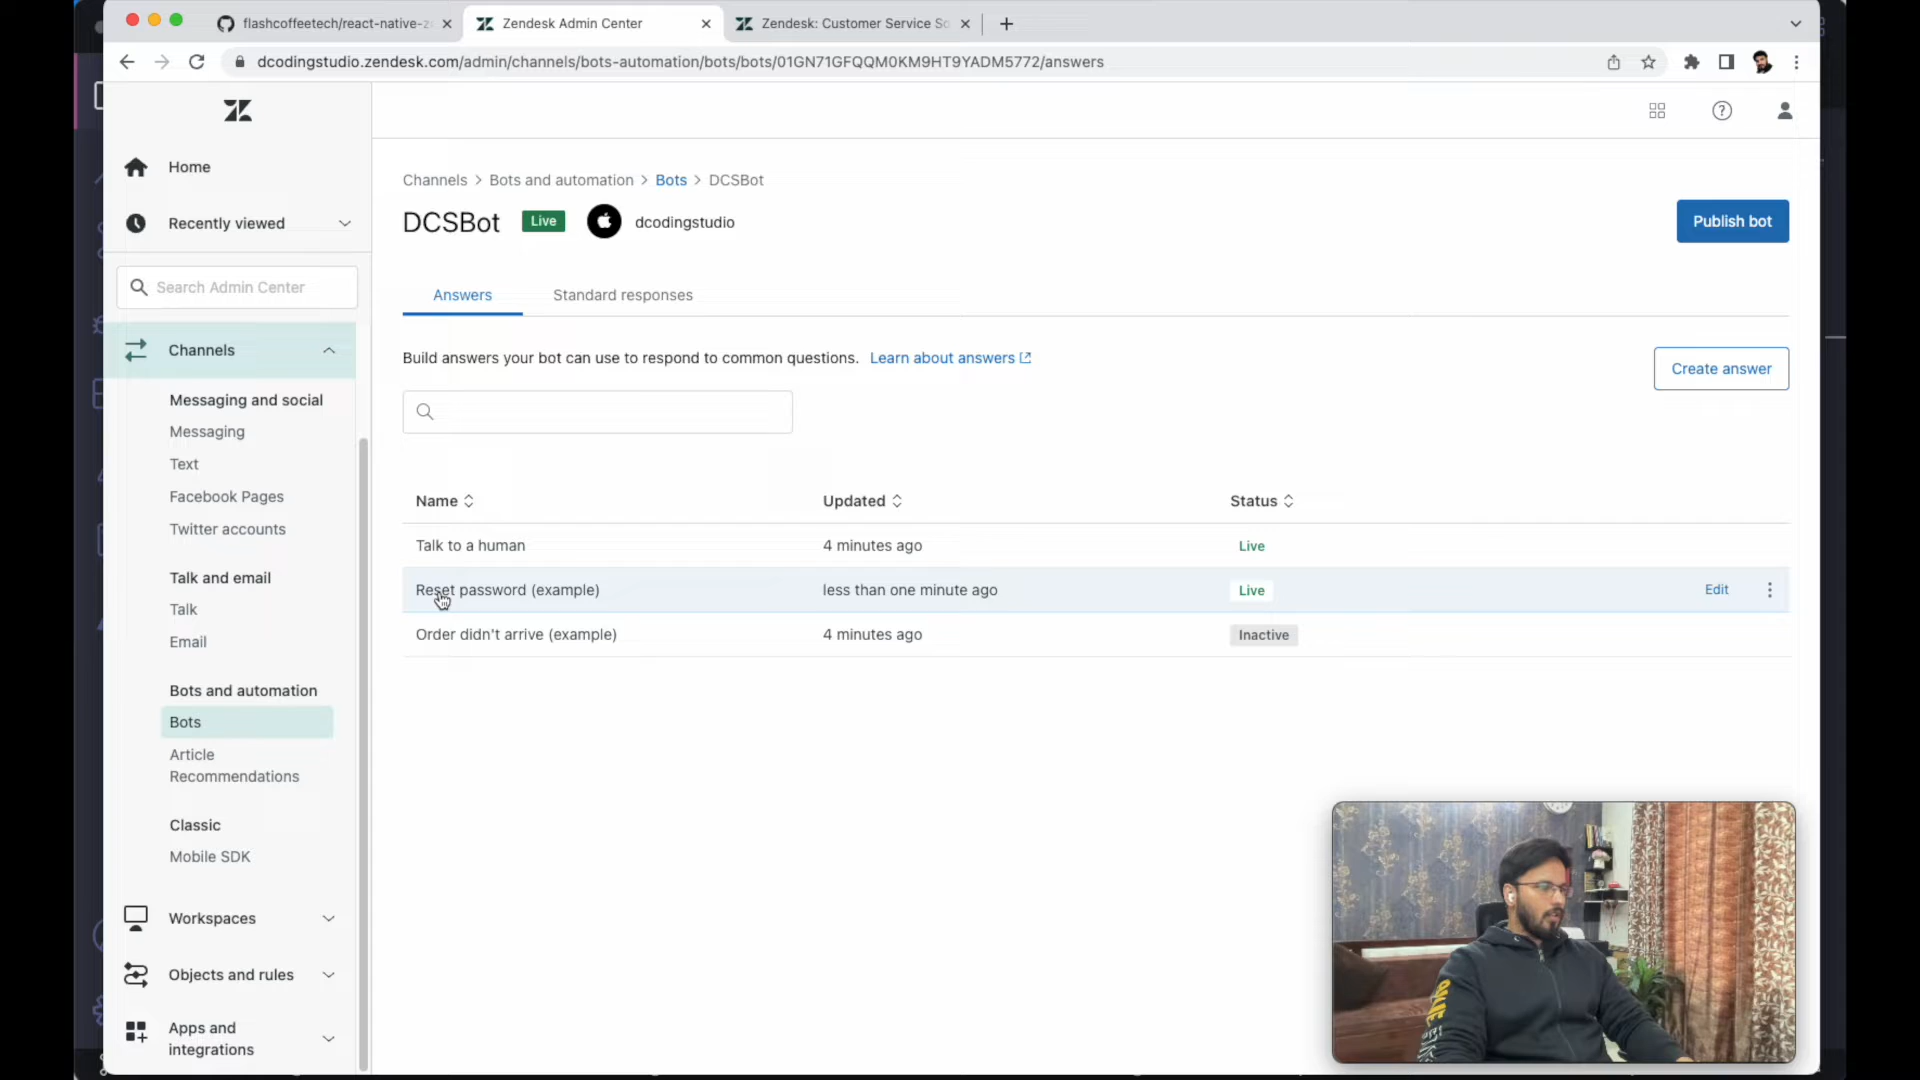 flashcoffeetech/react-native-z
Zendesk Admin Center
Zendesk: Customer Service So
dcodingstudio.zendesk.com/admin/channels/bots-automation/bots/bots/01GN71GFQQM0KM9HT9YADM5772/answers
Home
Recently viewed
Search Admin Center
Channels
Messaging and social
Messaging
Text
Facebook Pages
Twitter accounts
Talk and email
Talk
Email
Bots and automation
Bots
Article
Recommendations
Classic
Mobile SDK
Workspaces
Objects and rules
Apps and
integrations
Channels > Bots and automation > Bots > DCSBot
DCSBot Live dcodingstudio
Publish bot
Answers Standard responses
Build answers your bot can use to respond to common questions. Learn about answers
Create answer
Name Updated Status
Talk to a human 4 minutes ago Live
Reset password (example) less than one minute ago Live Edit
Order didn't arrive (example) 4 minutes ago Inactive